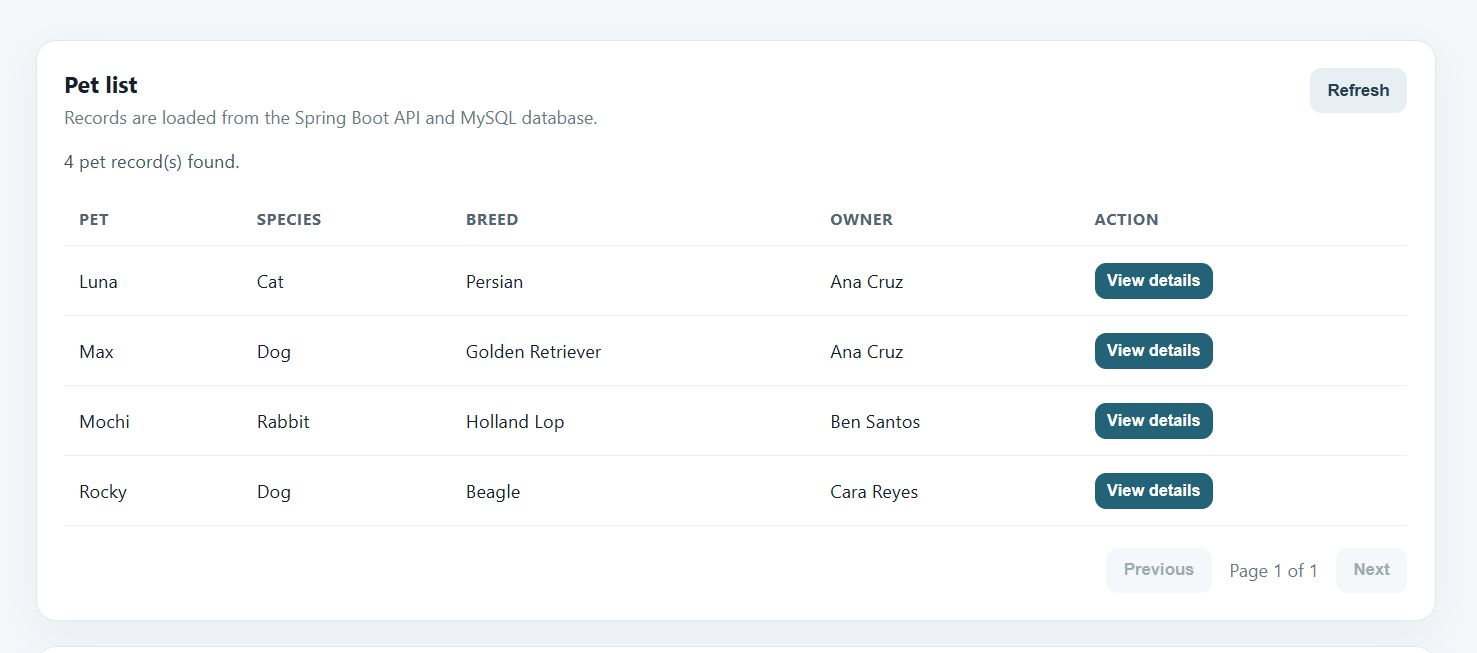 Pet list
Refresh
Records are loaded from the Spring Boot API and MySQL database.
4 pet record(s) found.
PET SPECIES BREED OWNER ACTION
Luna Cat Persian Ana Cruz View details
Max Dog Golden Retriever Ana Cruz View details
Mochi Rabbit Holland Lop Ben Santos View details
Rocky Dog Beagle Cara Reyes View details
Previous Page 1 of 1 Next